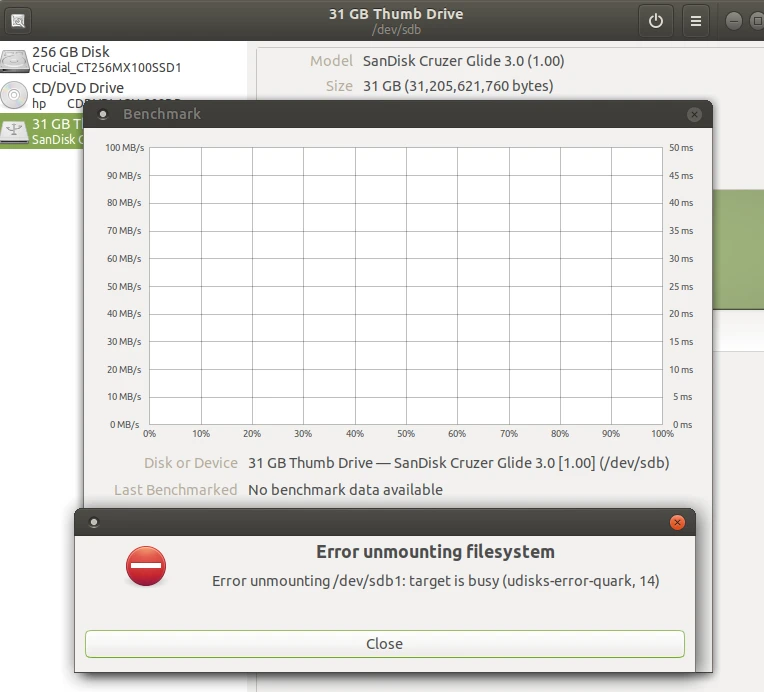 31 GB Thumb Drive
/dev/sdb
256 GB Disk
Crucial_CT256MX100SSD1
CD/DVD Drive
hp
31 GB T
SanDisk C
Model SanDisk Cruzer Glide 3.0 (1.00)
Size 31 GB (31,205,621,760 bytes)
Benchmark
100 MB/s 50 ms
90 MB/s 45 ms
80 MB/s 40 ms
70 MB/s 35 ms
60 MB/s 30 ms
50 MB/s 25 ms
40 MB/s 20 ms
30 MB/s 15 ms
20 MB/s 10 ms
10 MB/s 5 ms
0 MB/s 0 ms
0% 10% 20% 30% 40% 50% 60% 70% 80% 90% 100%
Disk or Device 31 GB Thumb Drive — SanDisk Cruzer Glide 3.0 [1.00] (/dev/sdb)
Last Benchmarked No benchmark data available
Error unmounting filesystem
Error unmounting /dev/sdb1: target is busy (udisks-error-quark, 14)
Close